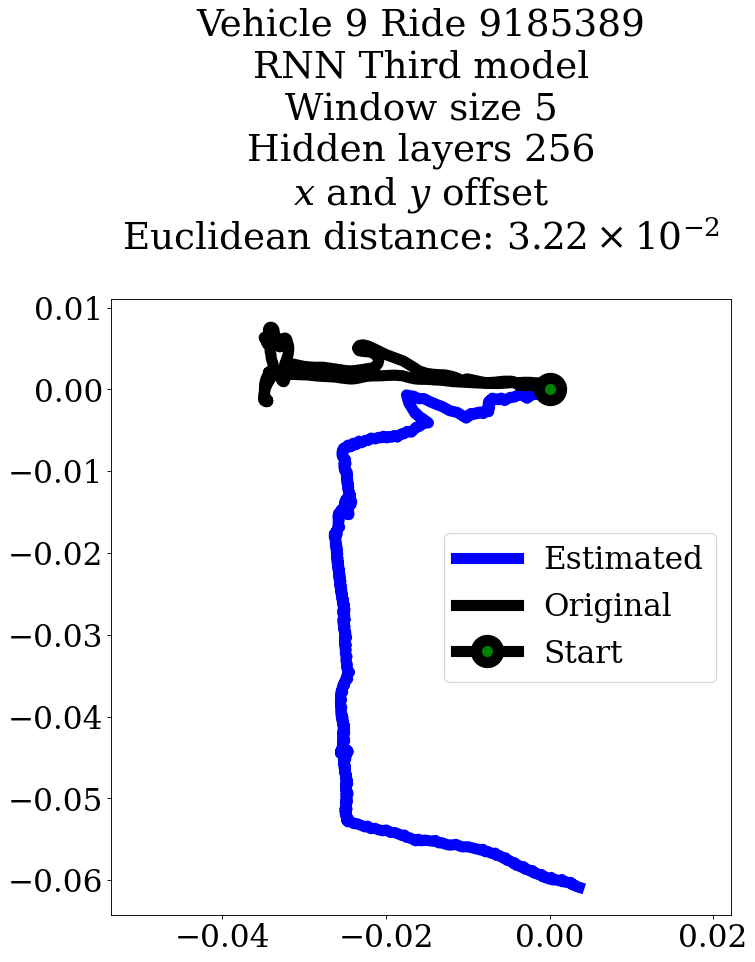 Vehicle 9 Ride 9185389
RNN Third model
Window size 5
Hidden layers 256
x and y offset
Euclidean distance: 3.22 × 10⁻²
0.01
0.00
−0.01
−0.02
−0.03
−0.04
−0.05
−0.06
Estimated
Original
Start
−0.04
−0.02
0.00
0.02